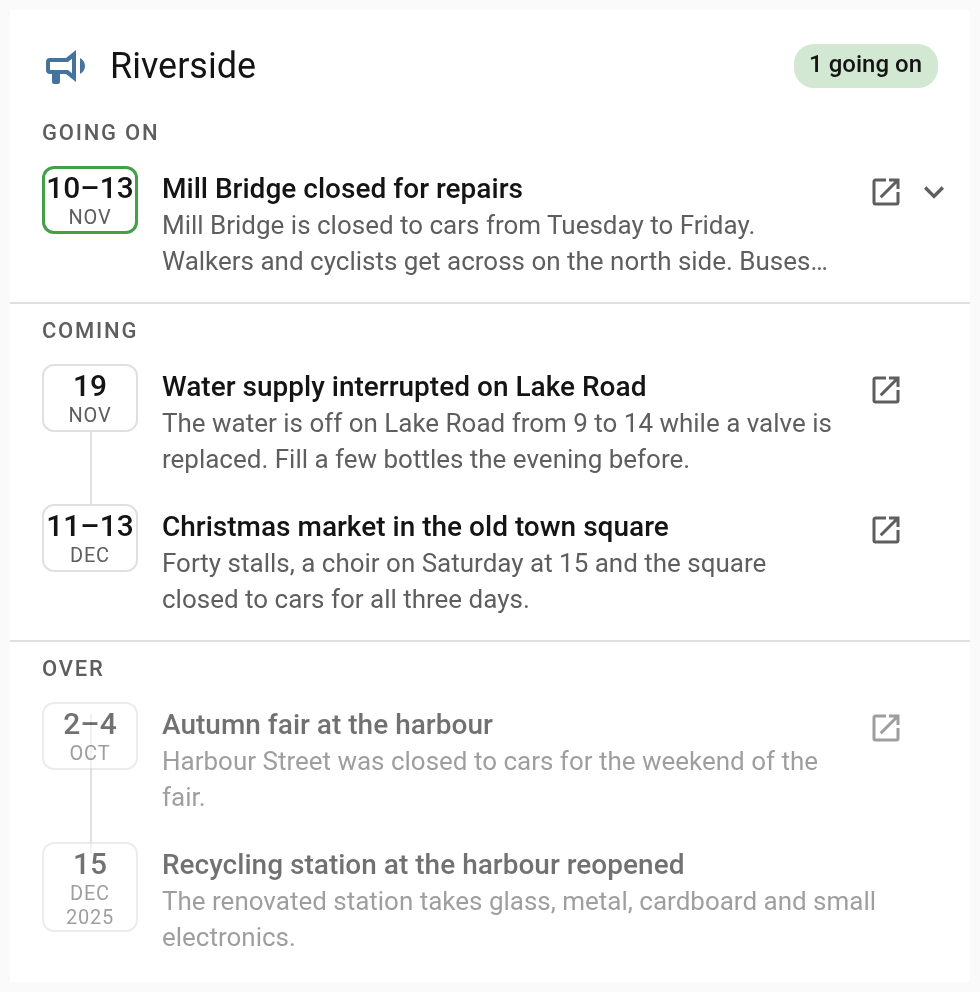 Riverside
1 going on
GOING ON
10–13
NOV
Mill Bridge closed for repairs
Mill Bridge is closed to cars from Tuesday to Friday.
Walkers and cyclists get across on the north side. Buses…
COMING
19
NOV
Water supply interrupted on Lake Road
The water is off on Lake Road from 9 to 14 while a valve is
replaced. Fill a few bottles the evening before.
11–13
DEC
Christmas market in the old town square
Forty stalls, a choir on Saturday at 15 and the square
closed to cars for all three days.
OVER
2–4
OCT
Autumn fair at the harbour
Harbour Street was closed to cars for the weekend of the
fair.
15
DEC
2025
Recycling station at the harbour reopened
The renovated station takes glass, metal, cardboard and small
electronics.